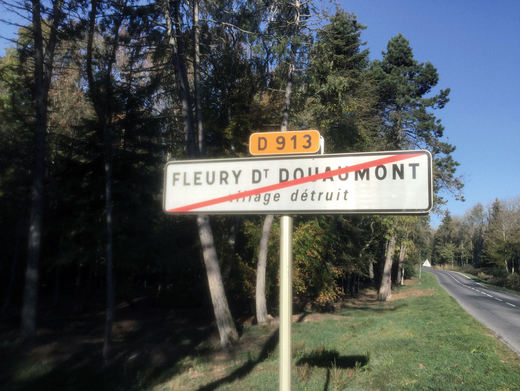 D 913
FLEURY DT DOUAUMONT
village détruit